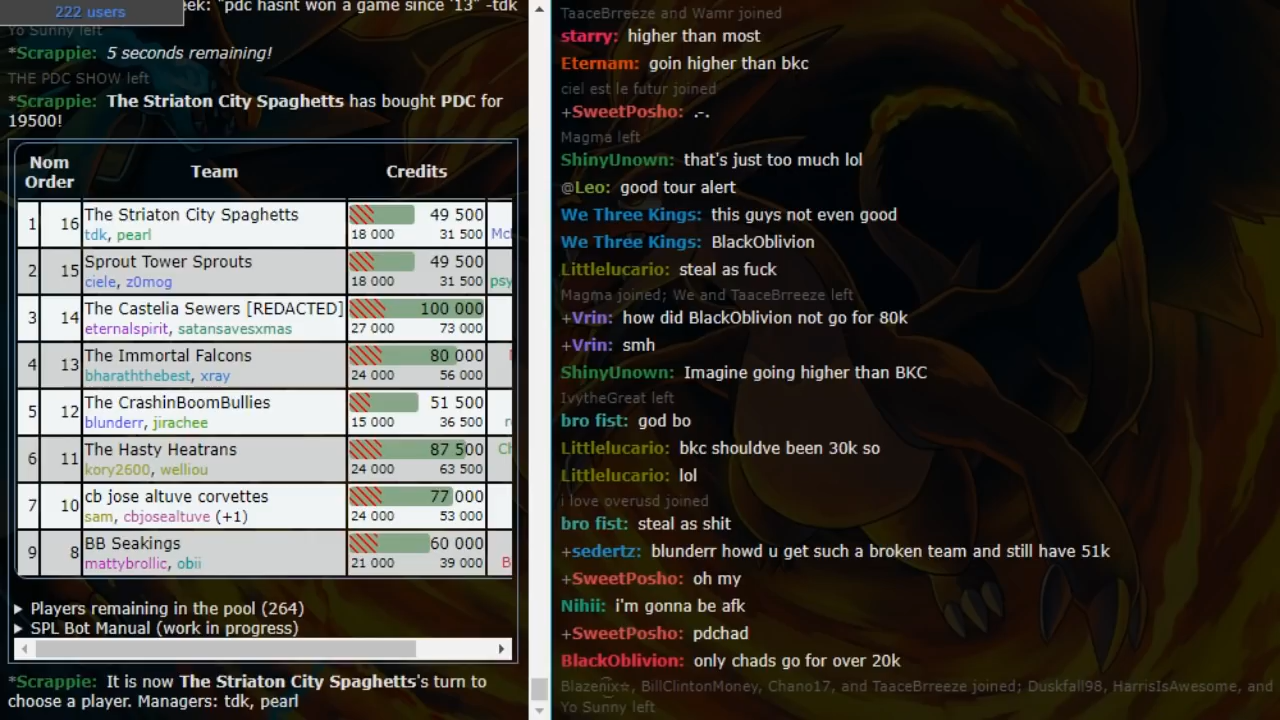 222 users
eek: "pdc hasnt won a game since '13" -tdk
Yo Sunny left
*Scrappie: 5 seconds remaining!
THE PDC SHOW left
*Scrappie: The Striaton City Spaghetts has bought PDC for
19500!
Nom
Order
Team
Credits
1 16 The Striaton City Spaghetts 49 500
tdk, pearl 18 000 31 500
2 15 Sprout Tower Sprouts 49 500
ciele, z0mog 18 000 31 500 psy
3 14 The Castelia Sewers [REDACTED] 100 000
eternalspirit, satansavesxmas 27 000 73 000
4 13 The Immortal Falcons 80 000
bharaththebest, xray 24 000 56 000
5 12 The CrashinBoomBullies 51 500
blunderr, jirachee 15 000 36 500
6 11 The Hasty Heatrans 87 500
kory2600, welliou 24 000 63 500
7 10 cb jose altuve corvettes 77 000
sam, cbjosealtuve (+1) 24 000 53 000
9 8 BB Seakings 60 000
mattybrollic, obii 21 000 39 000 B
▶ Players remaining in the pool (264)
▶ SPL Bot Manual (work in progress)
*Scrappie: It is now The Striaton City Spaghetts's turn to
choose a player. Managers: tdk, pearl
TaaceBrreeze and Wamr joined
starry: higher than most
Eternam: goin higher than bkc
ciel est le futur joined
+SweetPosho: .-.
Magma left
ShinyUnown: that's just too much lol
@Leo: good tour alert
We Three Kings: this guys not even good
We Three Kings: BlackOblivion
Littlelucario: steal as fuck
Magma joined; We and TaaceBrreeze left
+Vrin: how did BlackOblivion not go for 80k
+Vrin: smh
ShinyUnown: Imagine going higher than BKC
IvytheGreat left
bro fist: god bo
Littlelucario: bkc shouldve been 30k so
Littlelucario: lol
i love overusd joined
bro fist: steal as shit
+sedertz: blunderr howd u get such a broken team and still have 51k
+SweetPosho: oh my
Nihii: i'm gonna be afk
+SweetPosho: pdchad
BlackOblivion: only chads go for over 20k
BillClintonMoney, Chano17, and TaaceBrreeze joined; Duskfall98, HarrisIsAwesome, and
Yo Sunny left